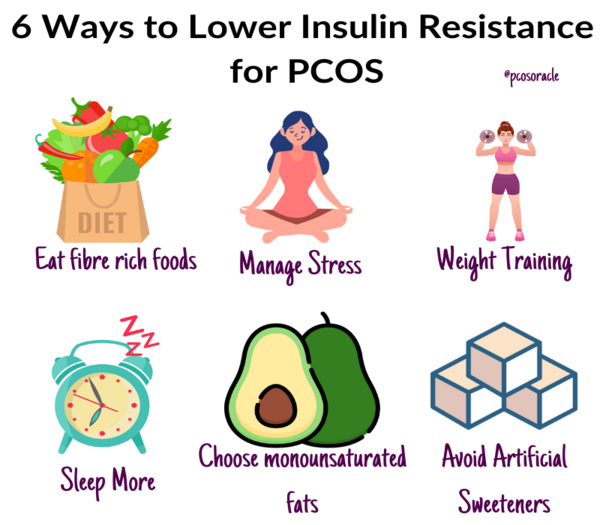 6 Ways to Lower Insulin Resistance
for PCOS
@pcosoracle
DIET
Eat fibre rich foods
Manage Stress
Weight Training
Z
Z
Z
Sleep More
Choose monounsaturated
fats
Avoid Artificial
Sweeteners